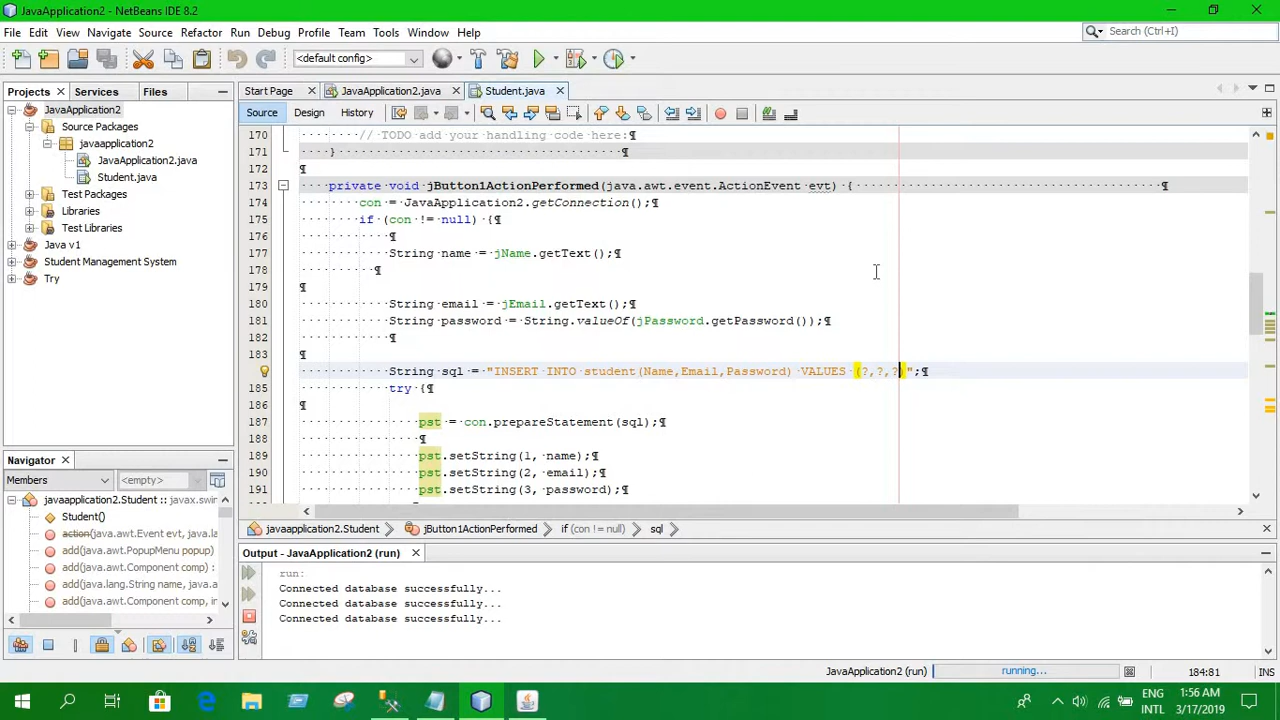 JavaApplication2 - NetBeans IDE 8.2
File Edit View Navigate Source Refactor Run Debug Profile Team Tools Window Help
Search (Ctrl+I)
<default config>
Projects Services Files
Start Page JavaApplication2.java Student.java
Source Design History
JavaApplication2
Source Packages
javaapplication2
JavaApplication2.java
Student.java
Test Packages
Libraries
Test Libraries
Java v1
Student Management System
Try
170 // TODO add your handling code here:¶
171 } ¶
172 ¶
173 private void jButton1ActionPerformed(java.awt.event.ActionEvent evt) { ¶
174 con = JavaApplication2.getConnection();¶
175 if (con != null) {¶
176 ¶
177 String name = jName.getText();¶
178 ¶
179 ¶
180 String email = jEmail.getText();¶
181 String password = String.valueOf(jPassword.getPassword());¶
182 ¶
183 ¶
184 String sql = "INSERT INTO student(Name,Email,Password) VALUES (?,?,?)";¶
185 try {¶
186 ¶
187 pst = con.prepareStatement(sql);¶
188 ¶
189 pst.setString(1, name);¶
190 pst.setString(2, email);¶
191 pst.setString(3, password);¶
Navigator
Members <empty>
javaapplication2.Student :: javax.swin
Student()
action(java.awt.Event evt, java.la
add(java.awt.PopupMenu popup)
add(java.awt.Component comp) :
add(java.lang.String name, java.a
add(java.awt.Component comp, in
javaapplication2.Student jButton1ActionPerformed if (con != null) sql
Output - JavaApplication2 (run)
run:
Connected database successfully...
Connected database successfully...
Connected database successfully...
JavaApplication2 (run) running... 184:81 INS
ENG
INTL
1:56 AM
3/17/2019